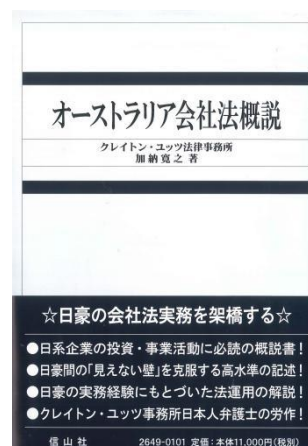 オーストラリア会社法概説
クレイトン・ユッツ法律事務所
加納寛之 著
☆日豪の会社法実務を架橋する☆
●日系企業の投資・事業活動に必読の概説書!
●日豪間の「見えない壁」を克服する高水準の記述!
●日豪の実務経験にもとづいた法運用の解説!
●クレイトン・ユッツ事務所日本人弁護士の労作!
信山社 2649-0101 定価:本体11,000円(税別)